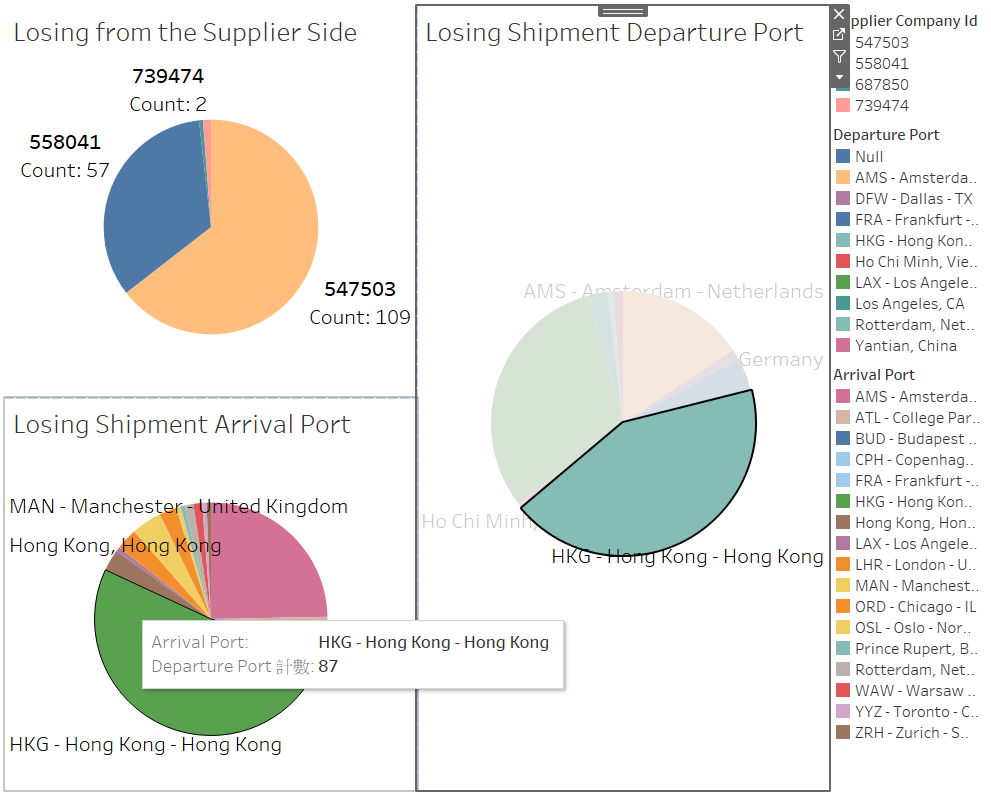 Losing from the Supplier Side
739474
Count: 2
558041
Count: 57
547503
Count: 109
Losing Shipment Departure Port
AMS - Amsterdam - Netherlands
Germany
Ho Chi Minh
HKG - Hong Kong - Hong Kong
Losing Shipment Arrival Port
MAN - Manchester - United Kingdom
Hong Kong, Hong Kong
Arrival Port: HKG - Hong Kong - Hong Kong
Departure Port 計數: 87
HKG - Hong Kong - Hong Kong
pplier Company Id
547503
558041
687850
739474
Departure Port
Null
AMS - Amsterda..
DFW - Dallas - TX
FRA - Frankfurt -..
HKG - Hong Kon..
Ho Chi Minh, Vie..
LAX - Los Angele..
Los Angeles, CA
Rotterdam, Net..
Yantian, China
Arrival Port
AMS - Amsterda..
ATL - College Par..
BUD - Budapest ..
CPH - Copenhag..
FRA - Frankfurt -..
HKG - Hong Kon..
Hong Kong, Hon..
LAX - Los Angele..
LHR - London - U..
MAN - Manchest..
ORD - Chicago - IL
OSL - Oslo - Nor..
Prince Rupert, B..
Rotterdam, Net..
WAW - Warsaw ..
YYZ - Toronto - C..
ZRH - Zurich - S..